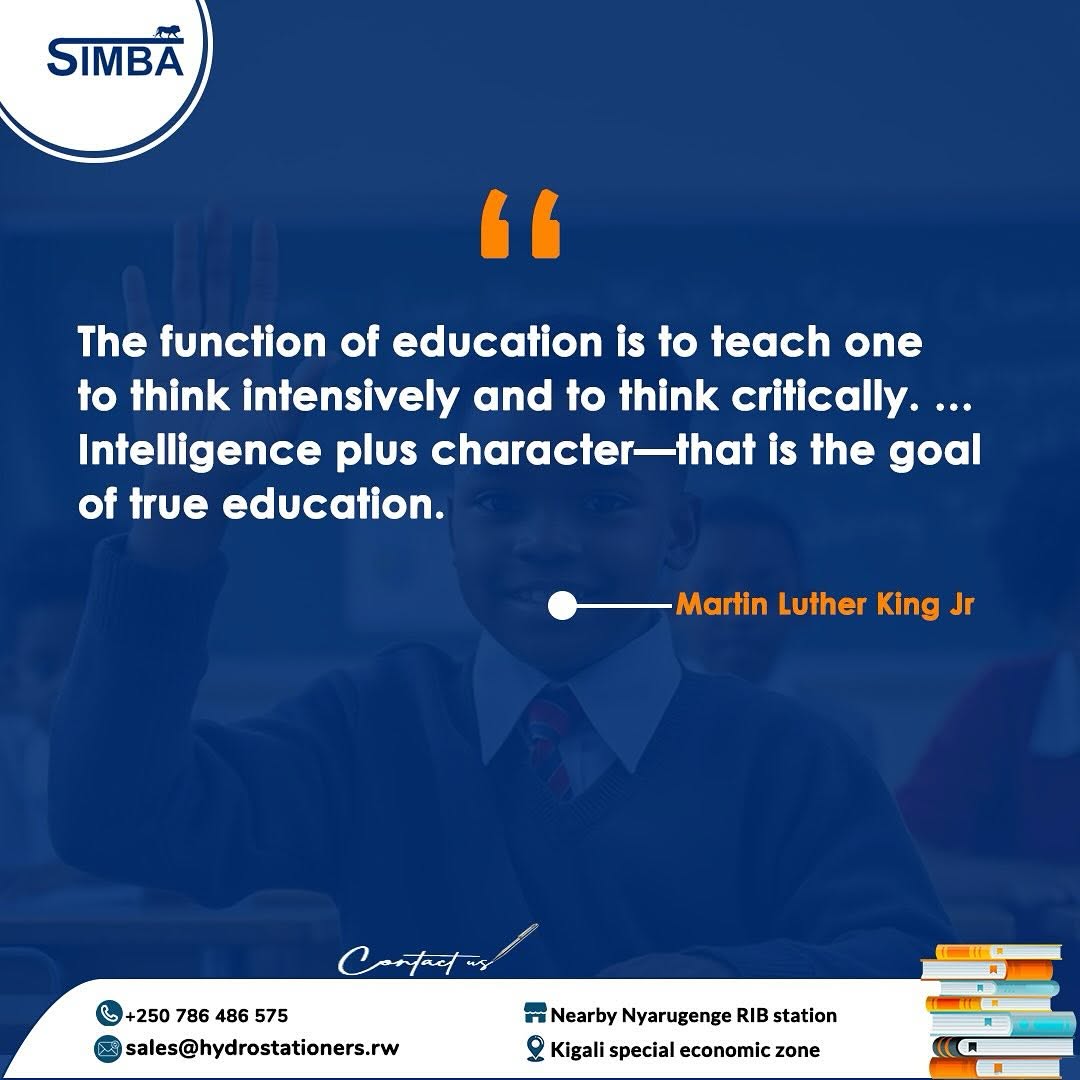 SIMBA
“
The function of education is to teach one
to think intensively and to think critically. ...
Intelligence plus character—that is the goal
of true education.
Martin Luther King Jr
Contact us
+250 786 486 575
sales@hydrostationers.rw
Nearby Nyarugenge RIB station
Kigali special economic zone